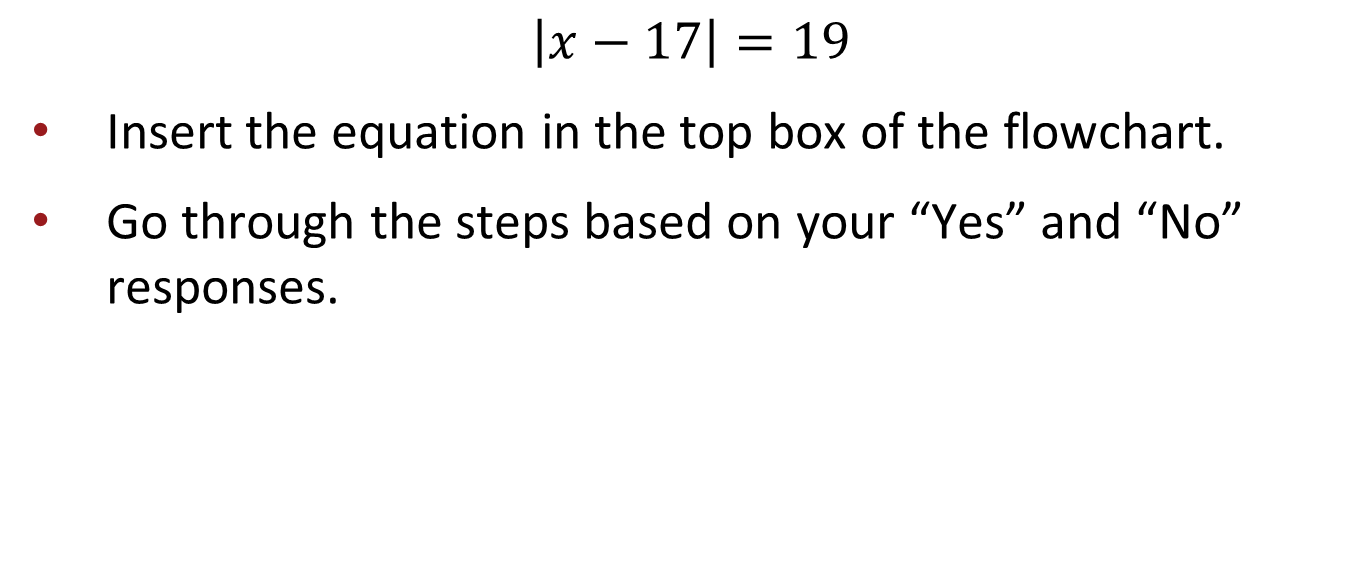 |x − 17| = 19
• Insert the equation in the top box of the flowchart.
• Go through the steps based on your “Yes” and “No”
responses.